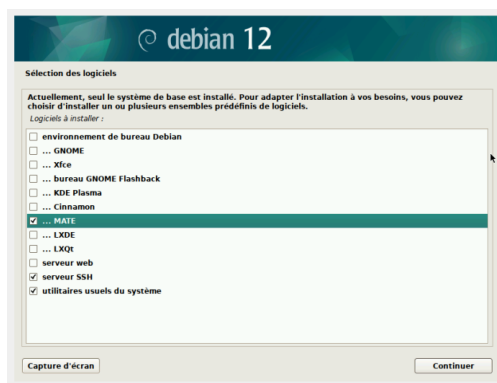 debian 12
Sélection des logiciels
Actuellement, seul le système de base est installé. Pour adapter l'installation à vos besoins, vous pouvez
choisir d'installer un ou plusieurs ensembles prédéfinis de logiciels.
Logiciels à installer :
environnement de bureau Debian
... GNOME
... Xfce
... bureau GNOME Flashback
... KDE Plasma
... Cinnamon
... MATE
... LXDE
... LXQt
serveur web
serveur SSH
utilitaires usuels du système
Capture d'écran
Continuer